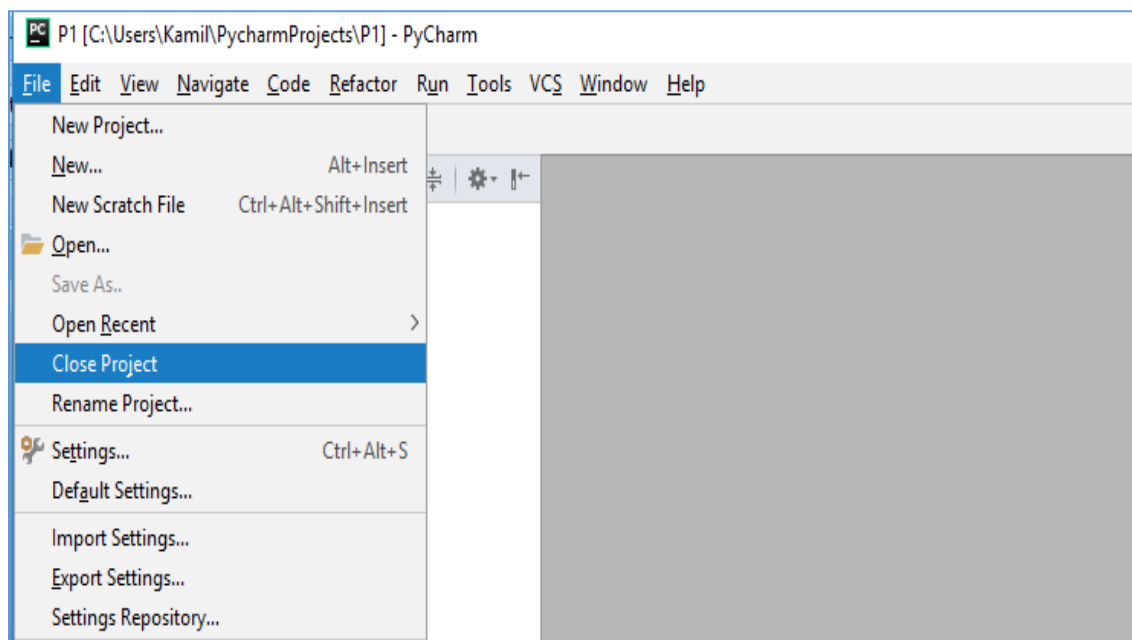 PC P1 [C:\Users\Kamil\PycharmProjects\P1] - PyCharm
File Edit View Navigate Code Refactor Run Tools VCS Window Help
New Project...
New... Alt+Insert
New Scratch File Ctrl+Alt+Shift+Insert
Open...
Save As..
Open Recent
Close Project
Rename Project...
Settings... Ctrl+Alt+S
Default Settings...
Import Settings...
Export Settings...
Settings Repository...